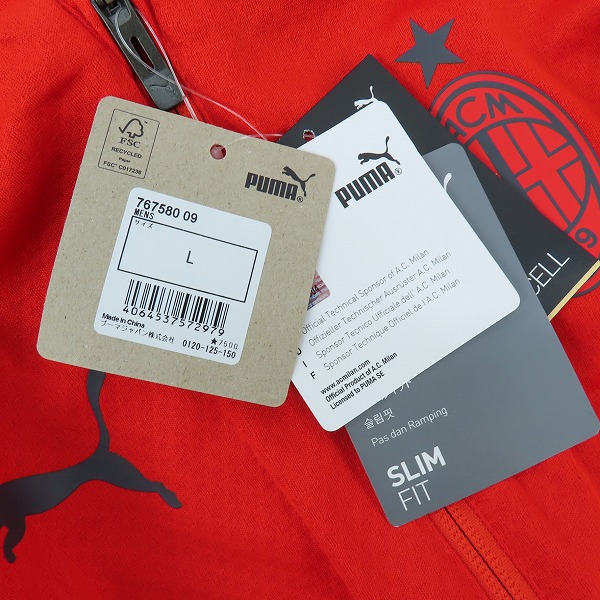 FSC
RECYCLED
Paper
FSC® C017238
PUMA
767580 09
MENS
サイズ
L
4064537572979
Made in China
プーマジャパン株式会社
★7500
0120-125-150
PUMA
Official Technical Sponsor of A.C. Milan
Offizieller Technischer Ausrüster A.C. Milan
I Sponsor Tecnico Ufficiale dell' A.C. Milan
F Sponsor Technique Officiel de l'A.C. Milan
www.acmilan.com
Official Product of A.C. Milan
Licensed to PUMA SE
ACM
9
CELL
슬림핏
Pas dan Ramping
SLIM
FIT